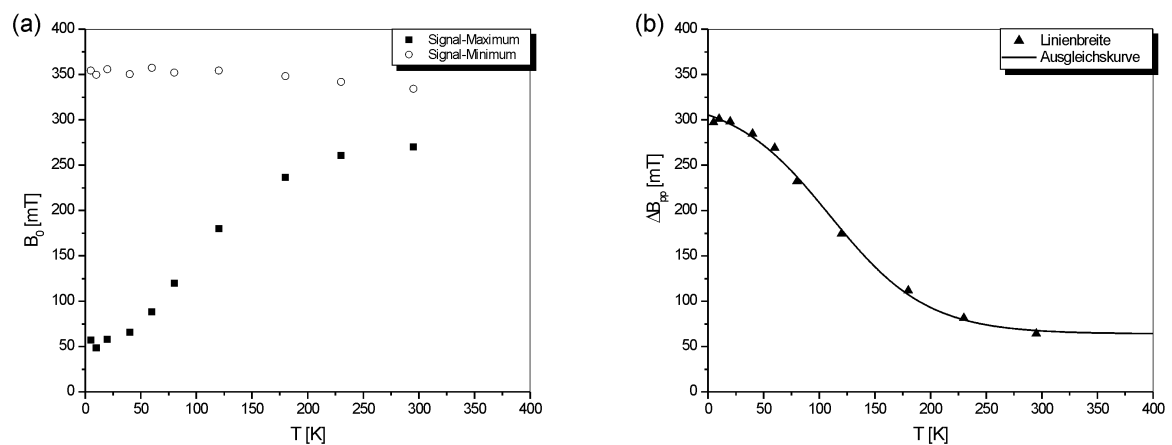 (a)
400
350
300
250
200
150
100
50
0
B₀ [mT]
Signal-Maximum
Signal-Minimum
0 50 100 150 200 250 300 350 400
T [K]
(b)
400
350
300
250
200
150
100
50
0
ΔBpp [mT]
Linienbreite
Ausgleichskurve
0 50 100 150 200 250 300 350 400
T [K]